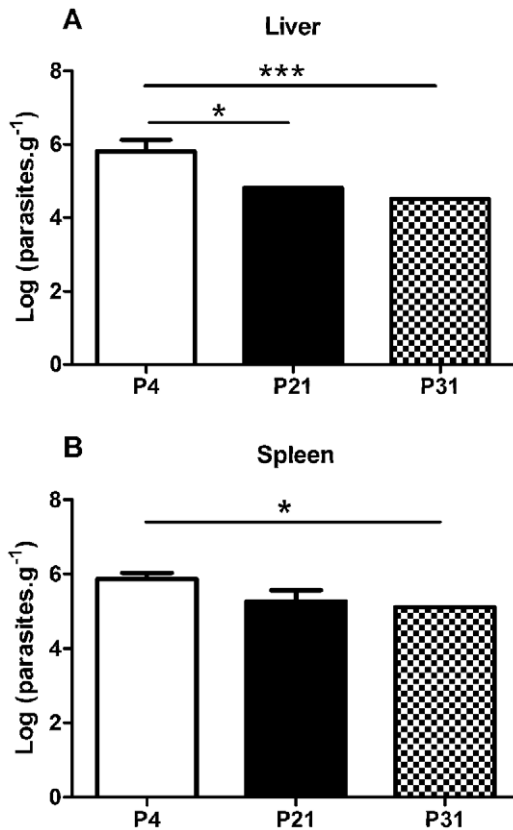 A
Liver
Log (parasites.g⁻¹)
8
6
4
2
0
***
*
P4 P21 P31
B
Spleen
Log (parasites.g⁻¹)
8
6
4
2
0
*
P4 P21 P31